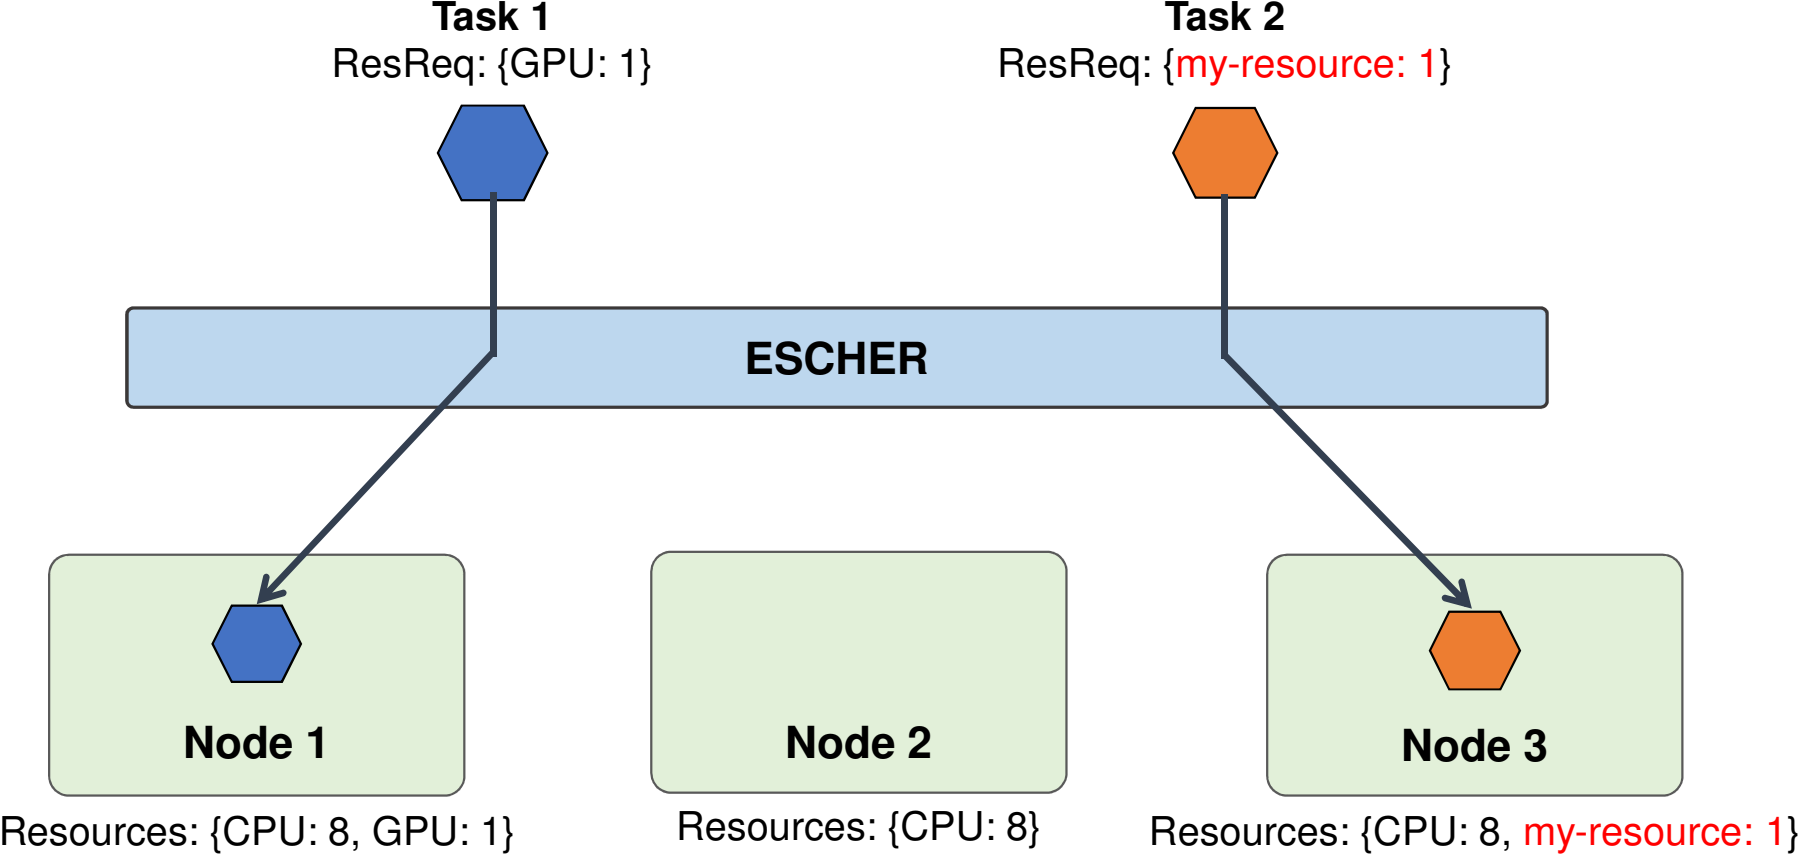 Task 1
ResReq: {GPU: 1}
Task 2
ResReq: {my-resource: 1}
ESCHER
Node 1
Node 2
Node 3
Resources: {CPU: 8, GPU: 1}
Resources: {CPU: 8}
Resources: {CPU: 8, my-resource: 1}